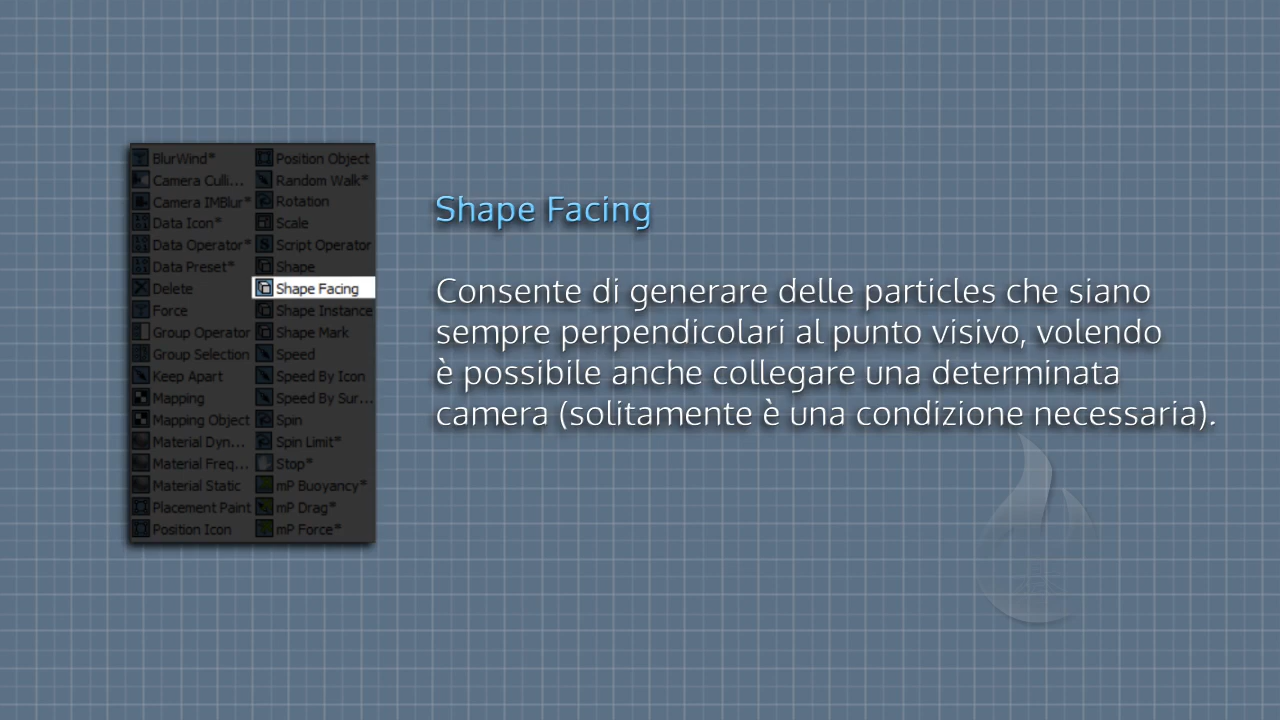 BlurWind*
Camera Culli...
Camera IMBlur*
Data Icon*
Data Operator*
Data Preset*
Delete
Force
Group Operator
Group Selection
Keep Apart
Mapping
Mapping Object
Material Dyn...
Material Freq...
Material Static
Placement Paint
Position Icon
Position Object
Random Walk*
Rotation
Scale
Script Operator
Shape
Shape Facing
Shape Instance
Shape Mark
Speed
Speed By Icon
Speed By Sur...
Spin
Spin Limit*
Stop*
mP Buoyancy*
mP Drag*
mP Force*
Shape Facing
Consente di generare delle particles che siano
sempre perpendicolari al punto visivo, volendo
è possibile anche collegare una determinata
camera (solitamente è una condizione necessaria).